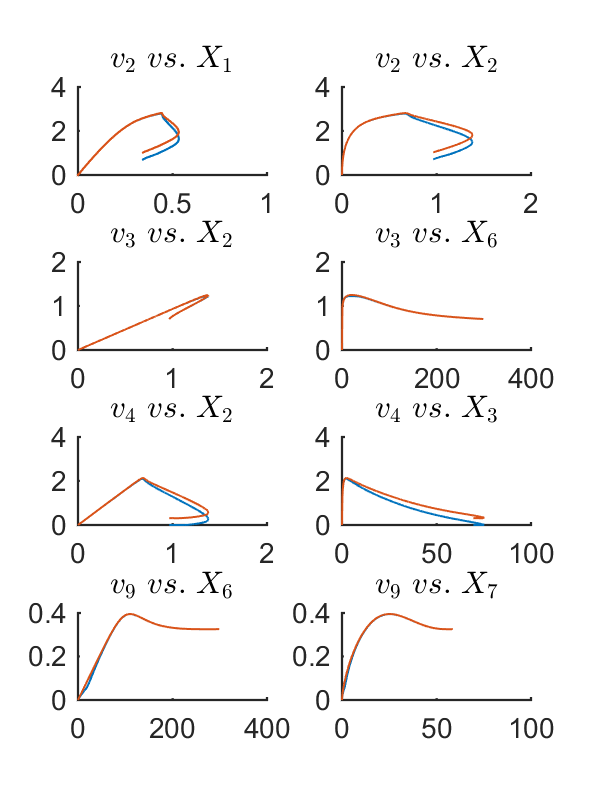 v₂ vs. X₁
v₂ vs. X₂
4
2
0
0 0.5 1
4
2
0
0 1 2
v₃ vs. X₂
v₃ vs. X₆
2
1
0
0 1 2
2
1
0
0 200 400
v₄ vs. X₂
v₄ vs. X₃
4
2
0
0 1 2
4
2
0
0 50 100
v₉ vs. X₆
v₉ vs. X₇
0.4
0.2
0
0 200 400
0.4
0.2
0
0 50 100